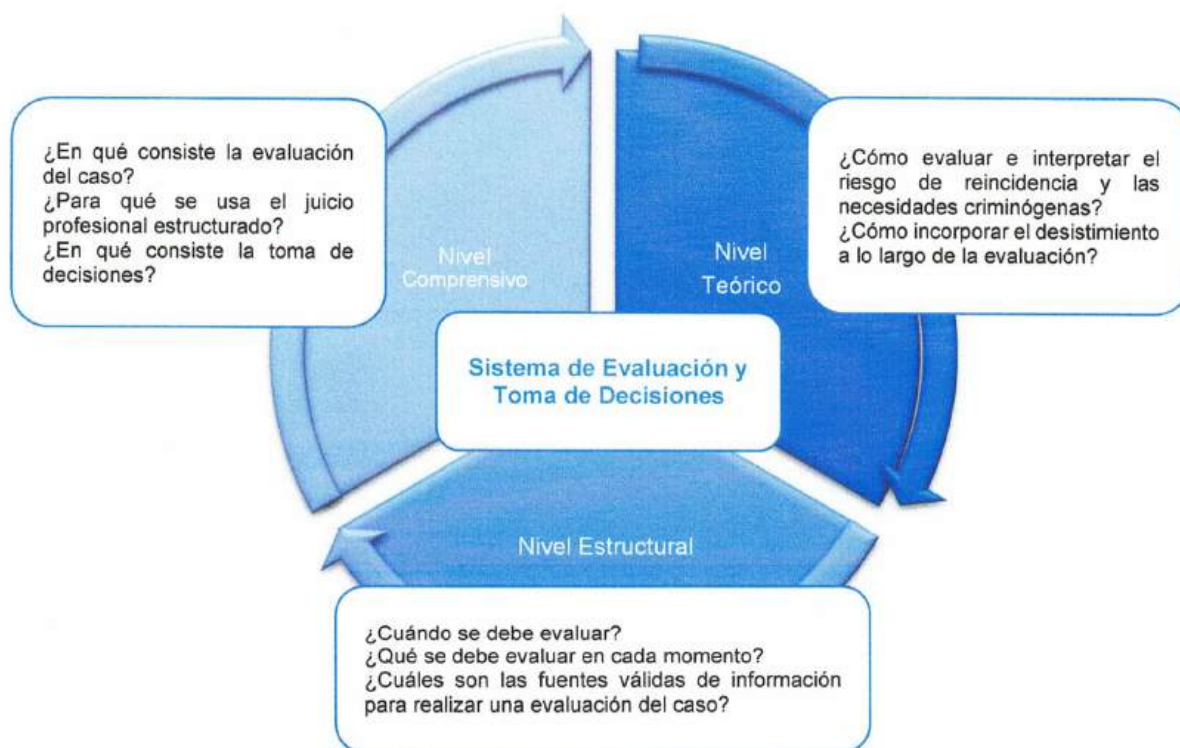 ¿En qué consiste la evaluación
del caso?
¿Para qué se usa el juicio
profesional estructurado?
¿En qué consiste la toma de
decisiones?
Nivel
Comprensivo
Nivel
Teórico
¿Cómo evaluar e interpretar el
riesgo de reincidencia y las
necesidades criminógenas?
¿Cómo incorporar el desistimiento
a lo largo de la evaluación?
Sistema de Evaluación y
Toma de Decisiones
Nivel Estructural
¿Cuándo se debe evaluar?
¿Qué se debe evaluar en cada momento?
¿Cuáles son las fuentes válidas de información
para realizar una evaluación del caso?